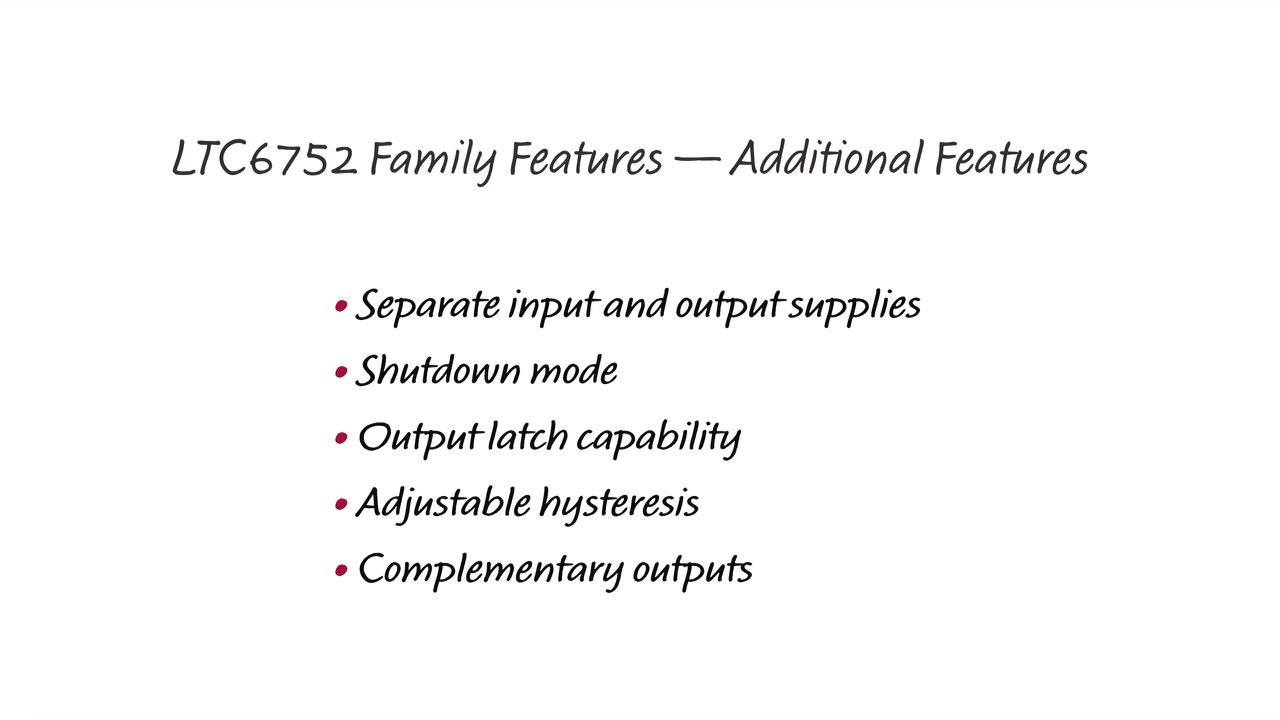 LTC6752 Family Features — Additional Features
• Separate input and output supplies
• Shutdown mode
• Output latch capability
• Adjustable hysteresis
• Complementary outputs